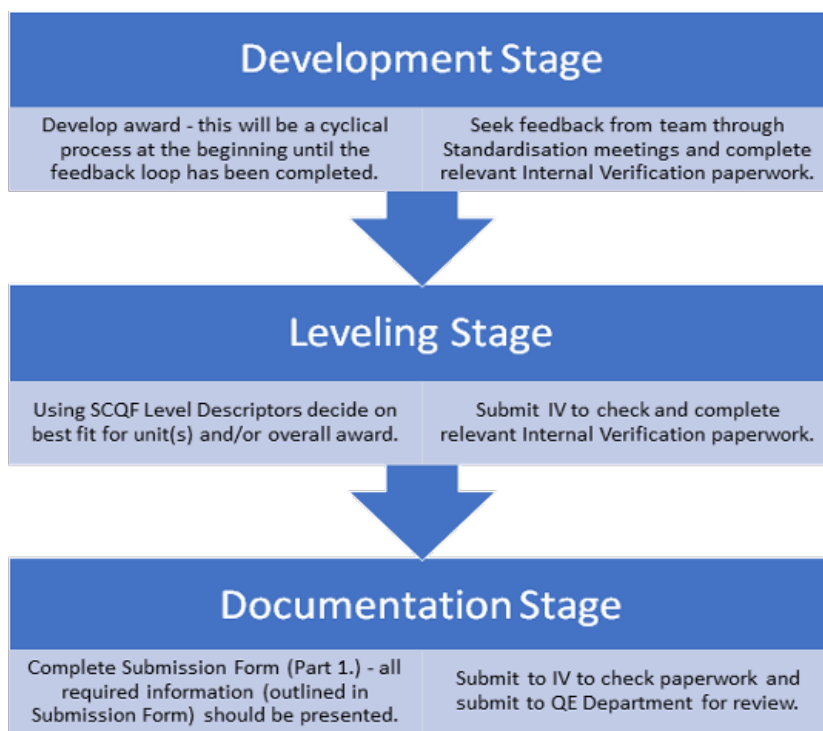 Development Stage
Develop award - this will be a cyclical
process at the beginning until the
feedback loop has been completed.
Seek feedback from team through
Standardisation meetings and complete
relevant Internal Verification paperwork.
Leveling Stage
Using SCQF Level Descriptors decide on
best fit for unit(s) and/or overall award.
Submit IV to check and complete
relevant Internal Verification paperwork.
Documentation Stage
Complete Submission Form (Part 1.) - all
required information (outlined in
Submission Form) should be presented.
Submit to IV to check paperwork and
submit to QE Department for review.